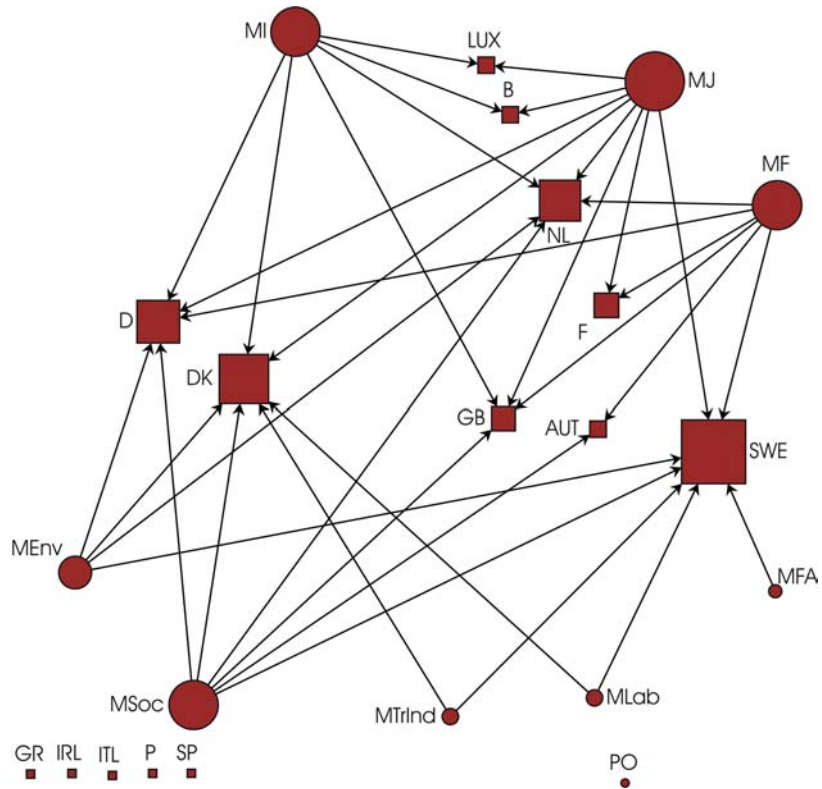 MI
LUX
MJ
B
MF
NL
D
F
DK
GB
AUT
SWE
MEnv
MFA
MSoc
MTrInd
MLab
GR IRL ITL P SP
PO